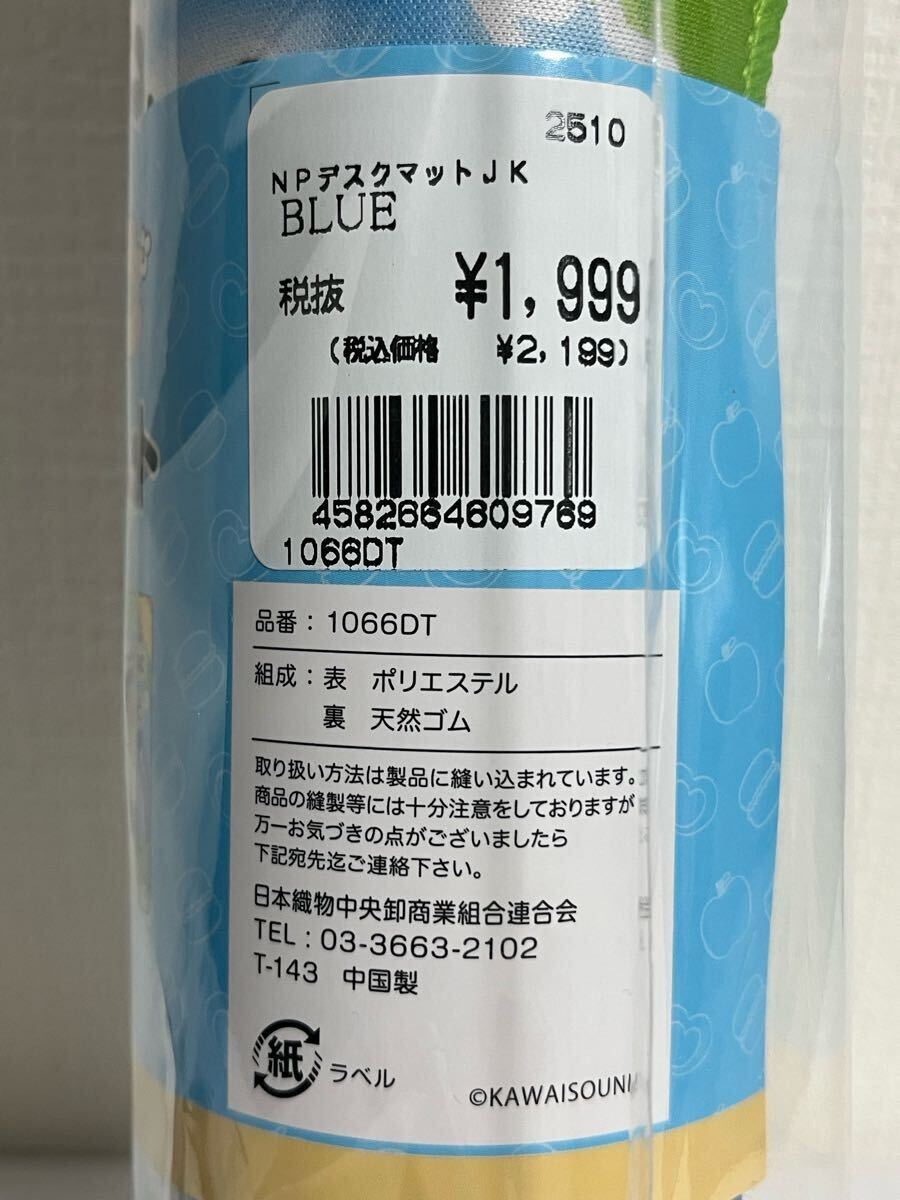 2510
NPデスクマットJK
BLUE
税抜 ¥1,999
(税込価格 ¥2,199)
4582664609769
1066DT
品番：1066DT
組成：表 ポリエステル
裏 天然ゴム
取り扱い方法は製品に縫い込まれています。
商品の縫製等には十分注意をしておりますが
万一お気づきの点がございましたら
下記宛先迄ご連絡下さい。
日本織物中央卸商業組合連合会
TEL：03-3663-2102
T-143 中国製
紙 ラベル
©KAWAISOUNI